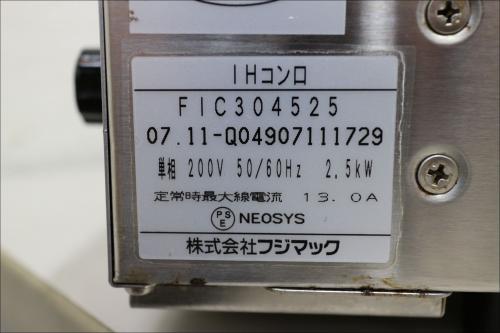 IHコンロ
FIC304525
07.11-Q04907111729
単相 200V 50/60Hz 2.5kW
定常時最大線電流 13.0A
PS E NEOSYS
株式会社フジマック